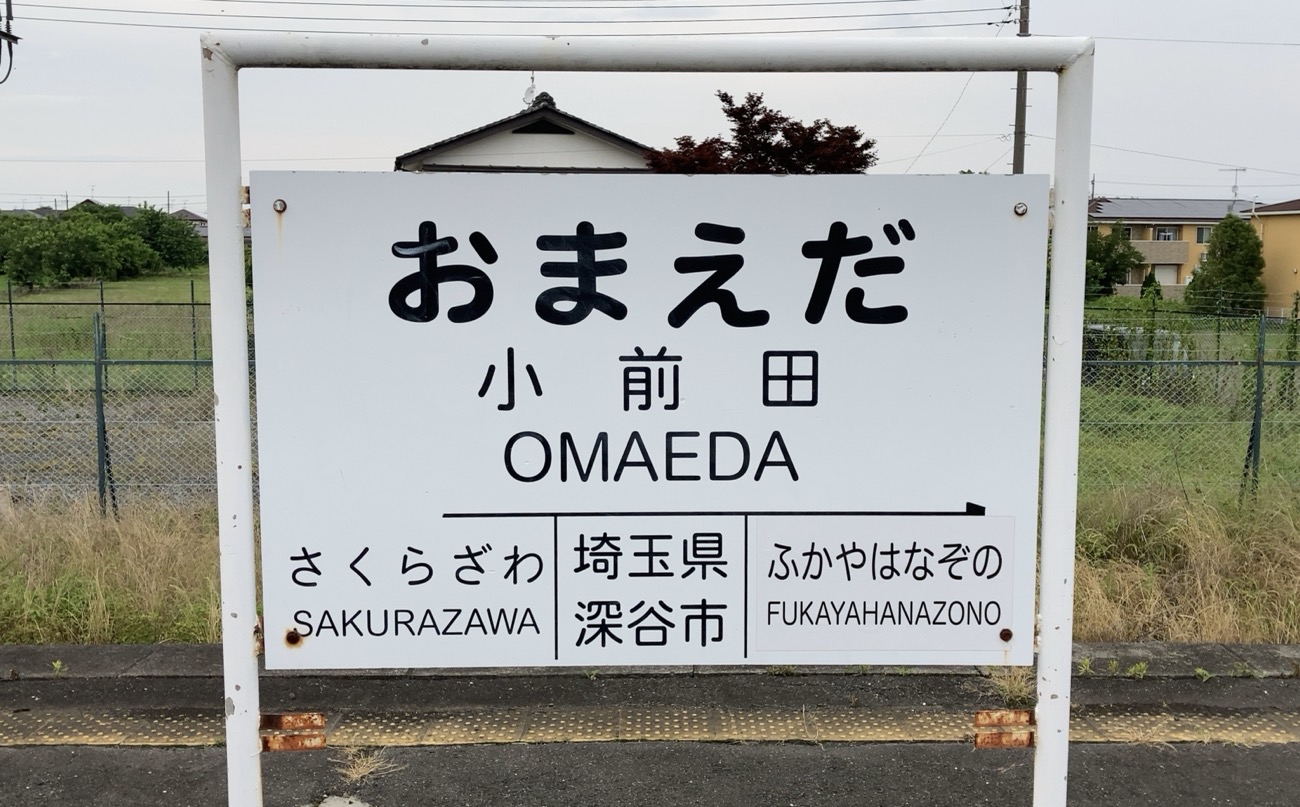 おまえだ
小前田
OMAEDA
さくらざわ
SAKURAZAWA
埼玉県
深谷市
ふかやはなぞの
FUKAYAHANAZONO